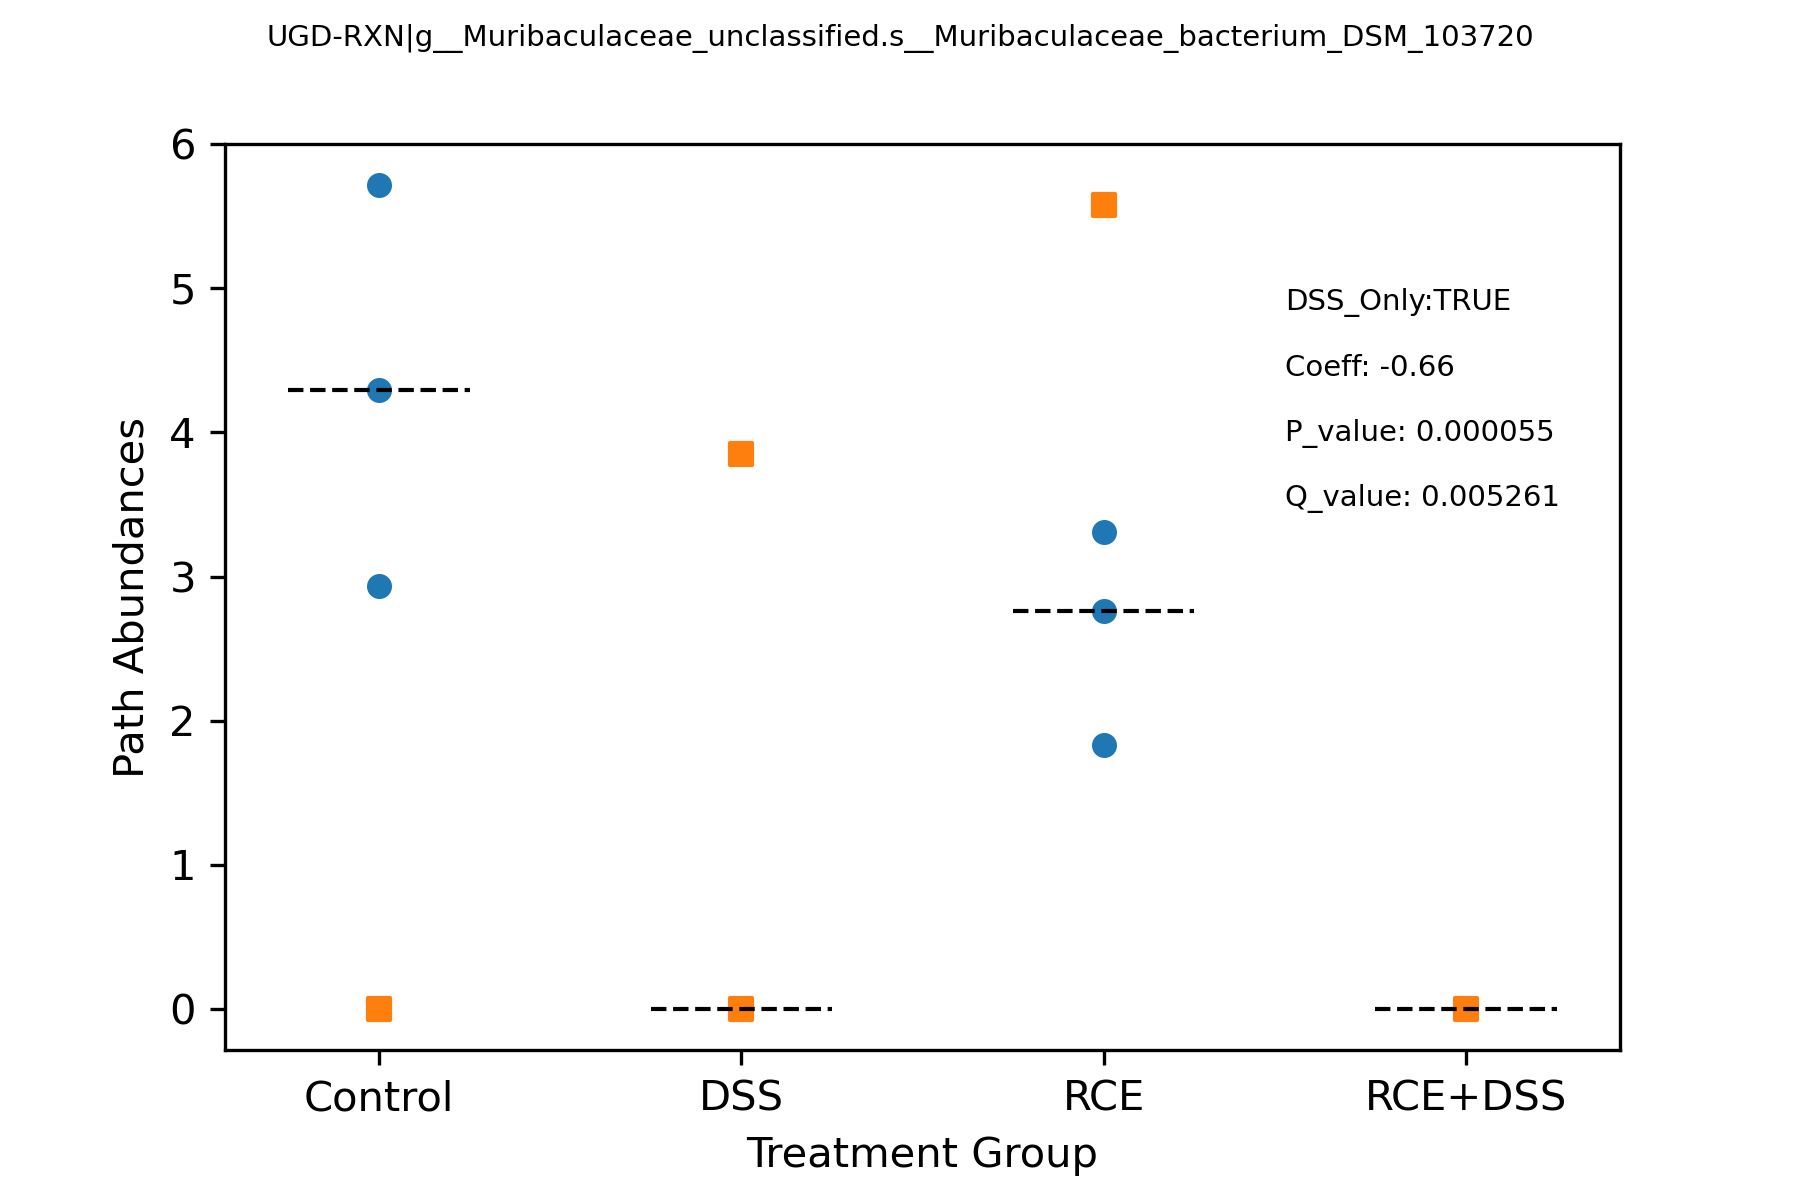 UGD-RXN|g__Muribaculaceae_unclassified.s__Muribaculaceae_bacterium_DSM_103720
6
5
4
3
2
1
0
Path Abundances
DSS_Only:TRUE
Coeff: -0.66
P_value: 0.000055
Q_value: 0.005261
Control DSS RCE RCE+DSS
Treatment Group